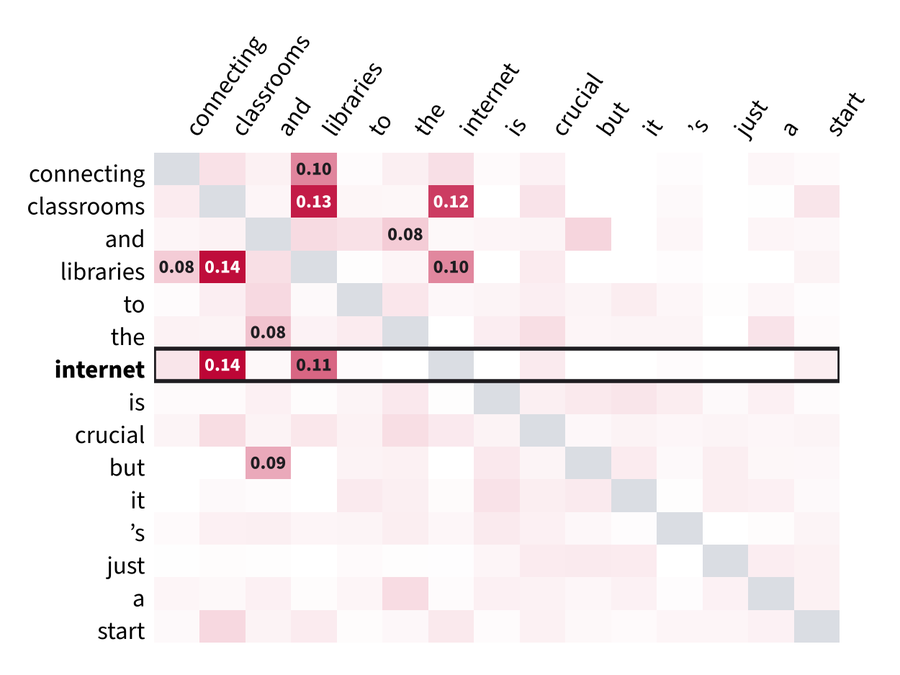 connecting classrooms and libraries to the internet is crucial but it ’s just a start
connecting 0.10
classrooms 0.13 0.12
and 0.08
libraries 0.08 0.14 0.10
to
the 0.08
internet 0.14 0.11
is
crucial
but 0.09
it
’s
just
a
start